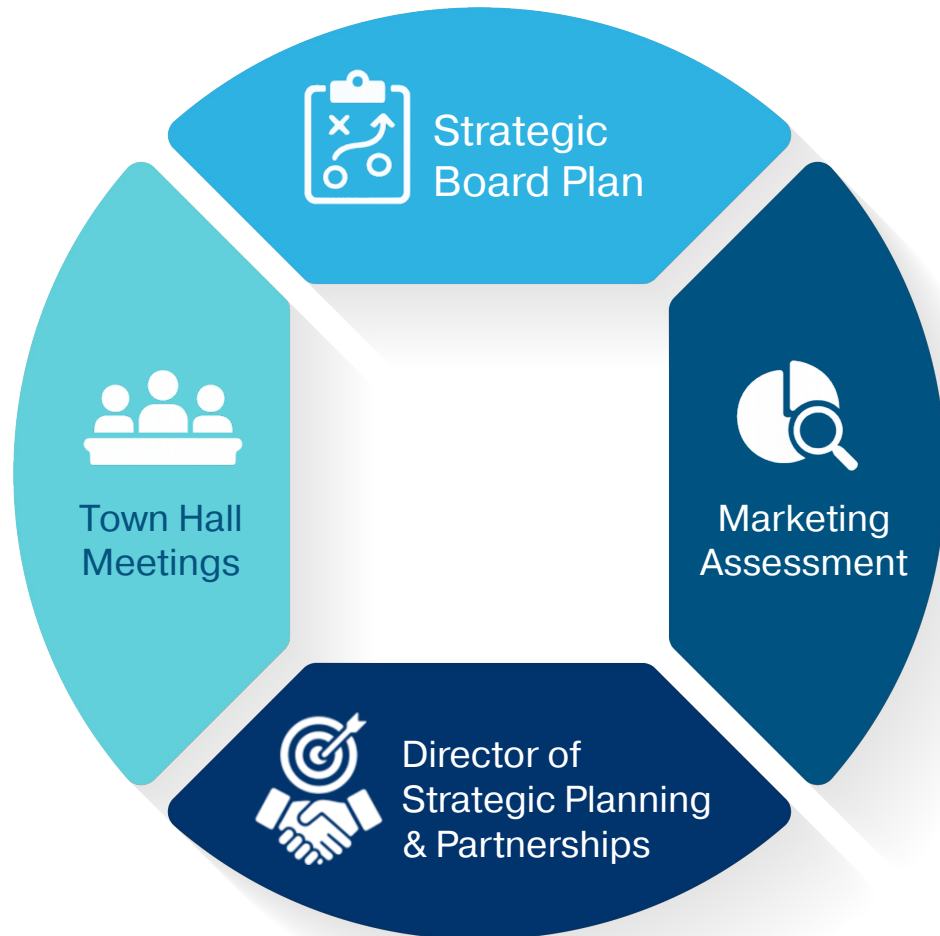 Strategic
Board Plan
Town Hall
Meetings
Marketing
Assessment
Director of
Strategic Planning
& Partnerships